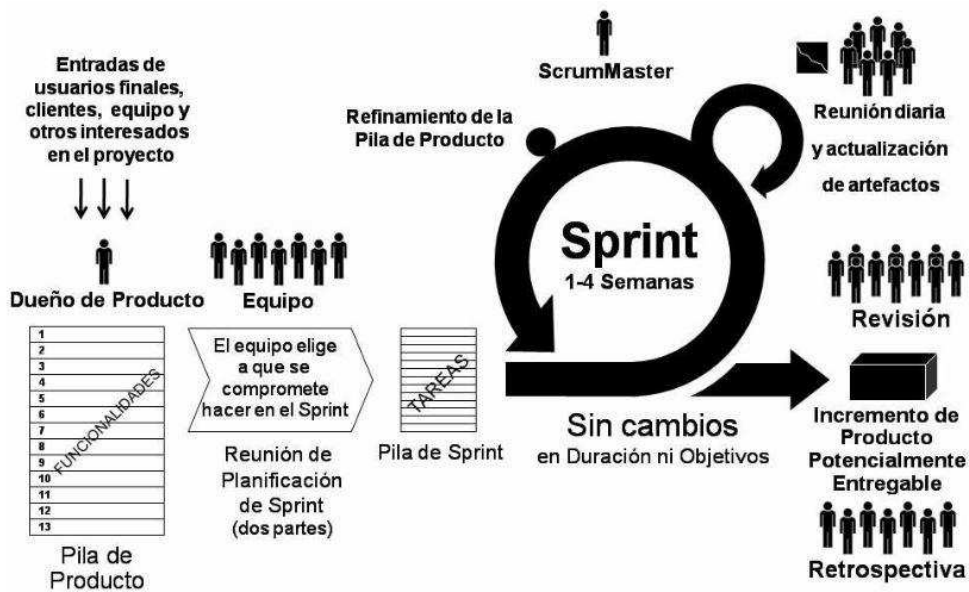 Entradas de
usuarios finales,
clientes, equipo y
otros interesados
en el proyecto
Dueño de Producto
1
2
3
4
5
6
7
8
9
10
11
12
13
FUNCIONALIDADES
Pila de
Producto
Equipo
El equipo elige
a que se
compromete
hacer en el Sprint
Reunión de
Planificación
de Sprint
(dos partes)
TAREAS
Pila de Sprint
ScrumMaster
Refinamiento de la
Pila de Producto
Sprint
1-4 Semanas
Sin cambios
en Duración ni Objetivos
Reunión diaria
y actualización
de artefactos
Revisión
Incremento de
Producto
Potencialmente
Entregable
Retrospectiva